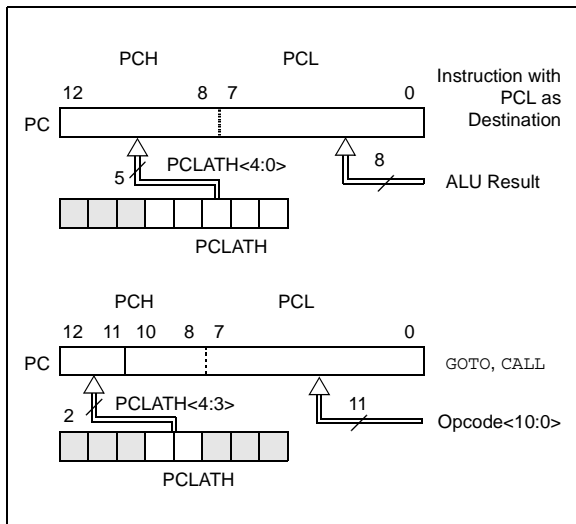 PCH PCL
12 8 7 0
Instruction with
PCL as
Destination
PC
5 PCLATH<4:0> 8
ALU Result
PCLATH
PCH PCL
12 11 10 8 7 0
PC
GOTO, CALL
2 PCLATH<4:3> 11
Opcode<10:0>
PCLATH